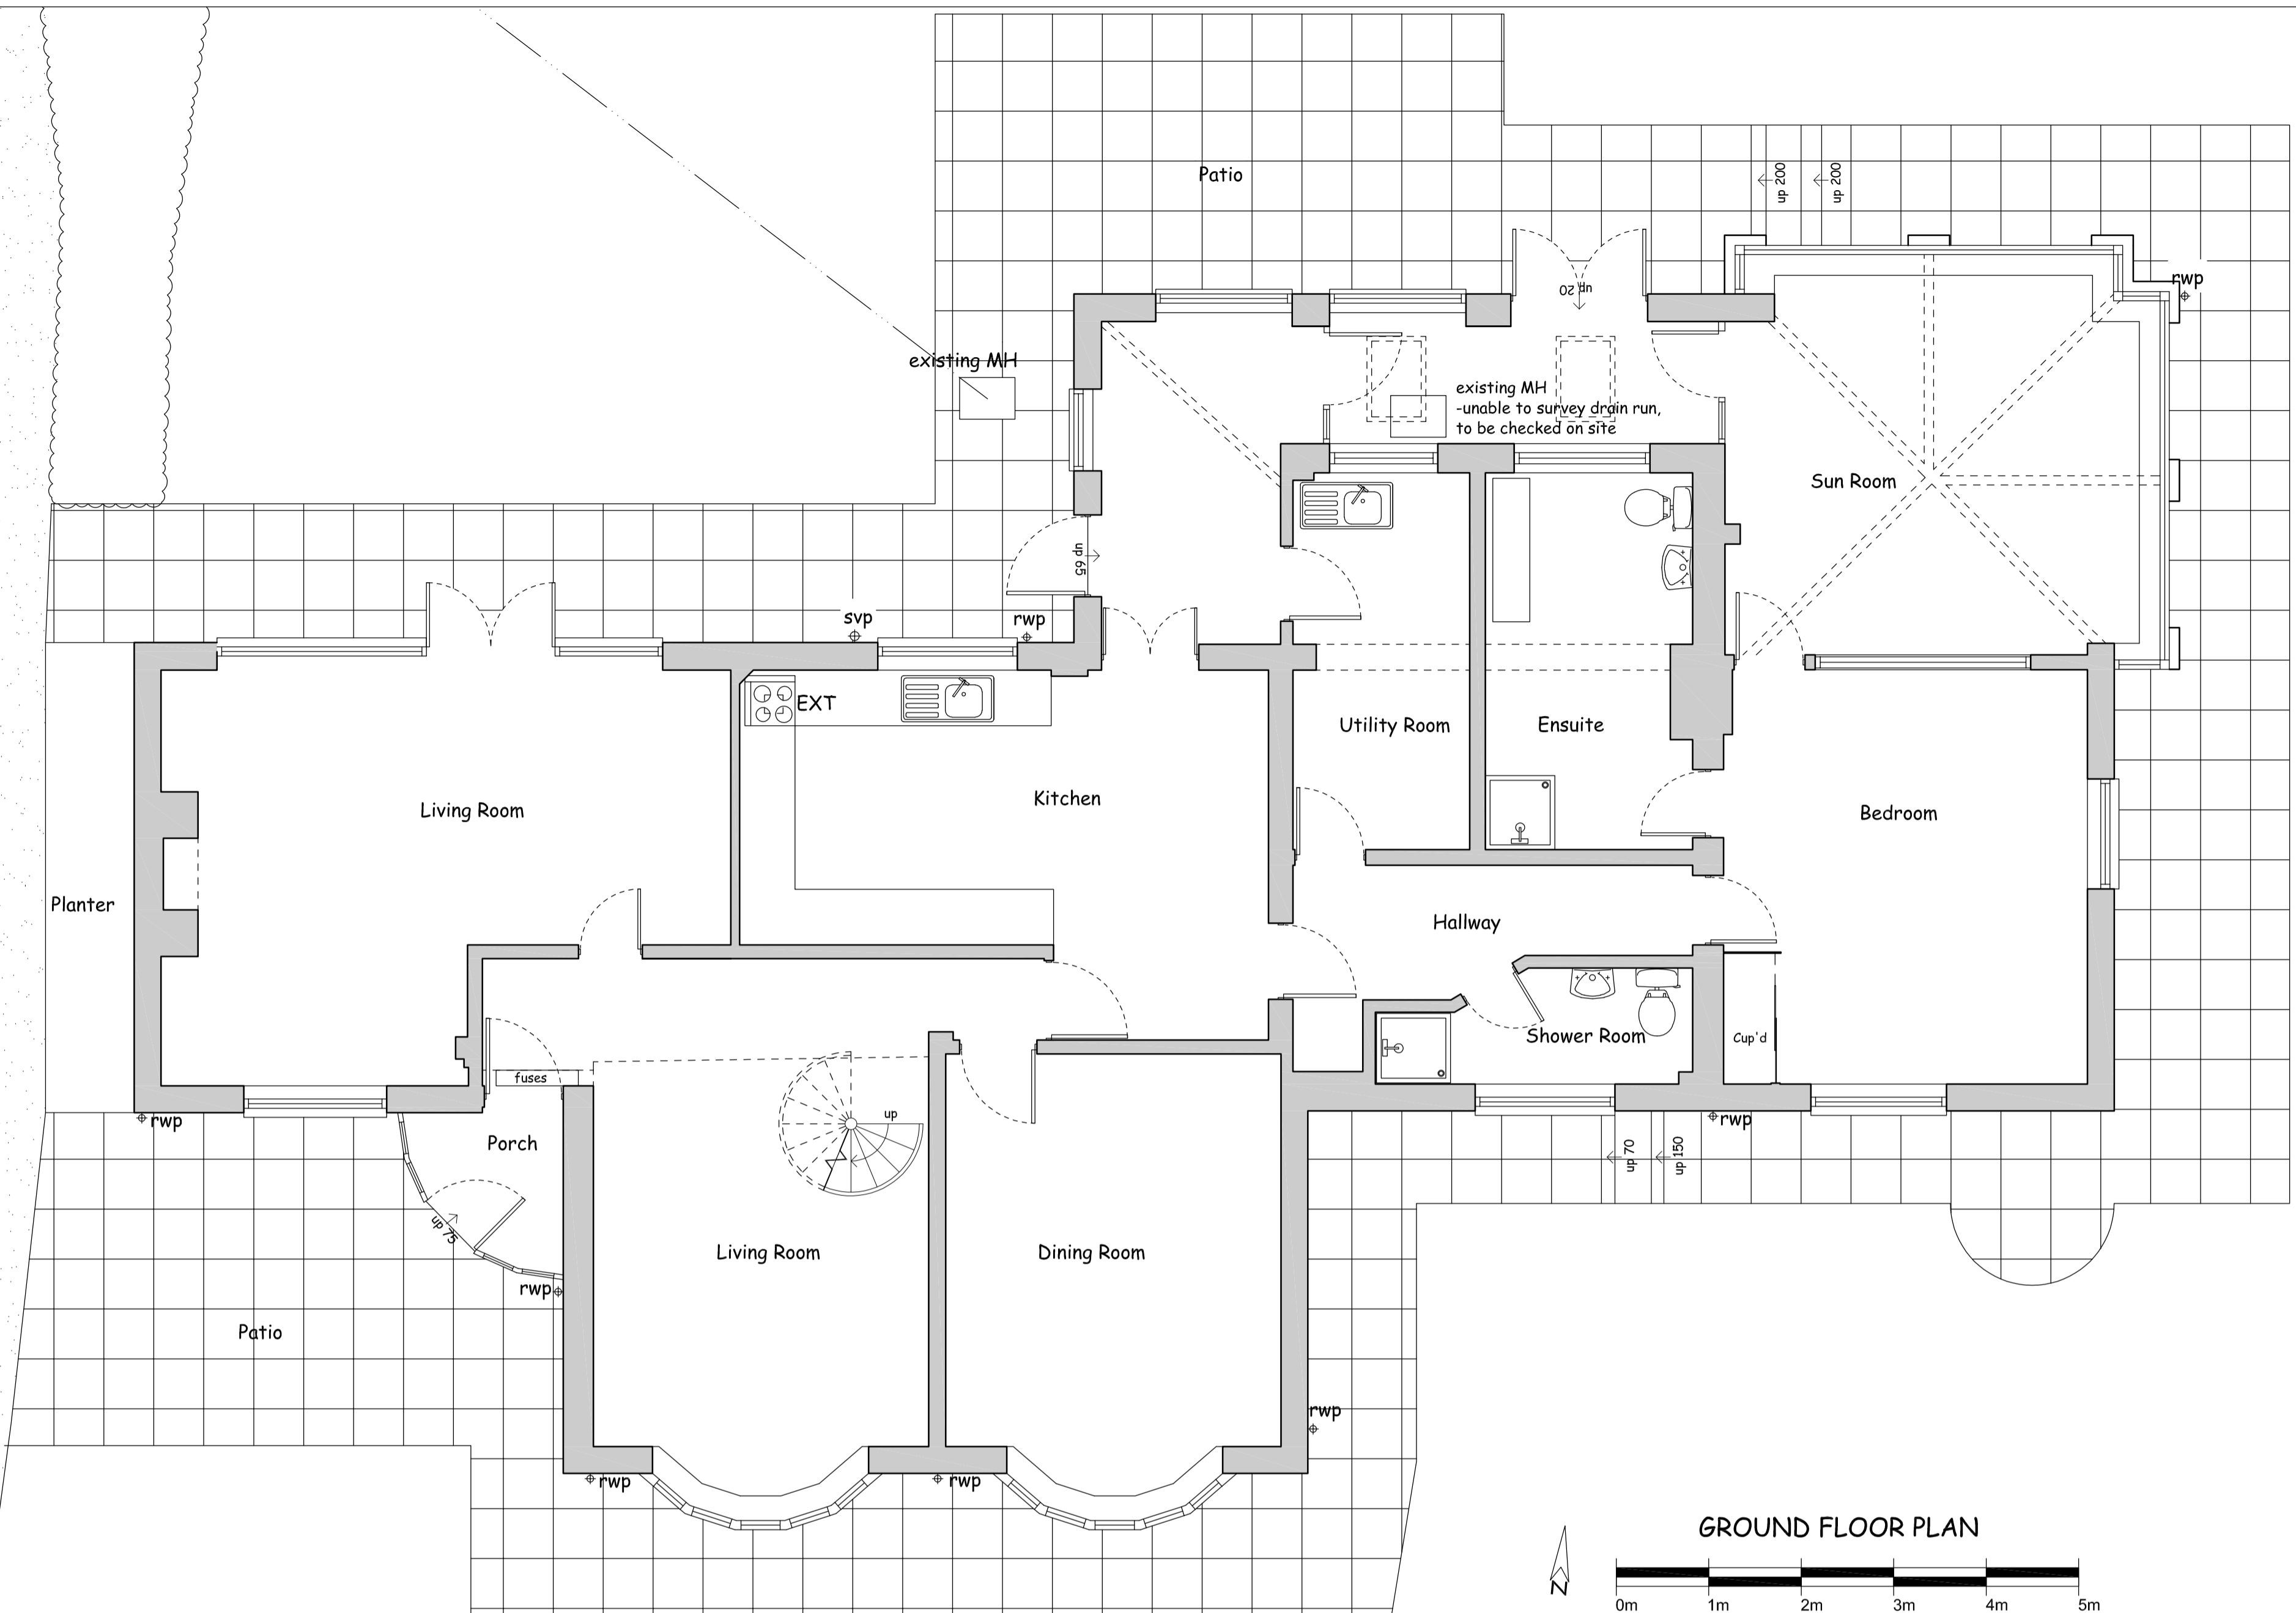 Patio
up 200
up 200
up 20
rwp
existing MH
existing MH
-unable to survey drain run,
to be checked on site
Sun Room
up 65
svp
rwp
EXT
Utility Room
Ensuite
Living Room
Kitchen
Bedroom
Planter
Hallway
Shower Room
Cup'd
fuses
rwp
up
rwp
Porch
up 70
up 150
up 75
Living Room
Dining Room
rwp
Patio
rwp
rwp
rwp
GROUND FLOOR PLAN
N
0m 1m 2m 3m 4m 5m